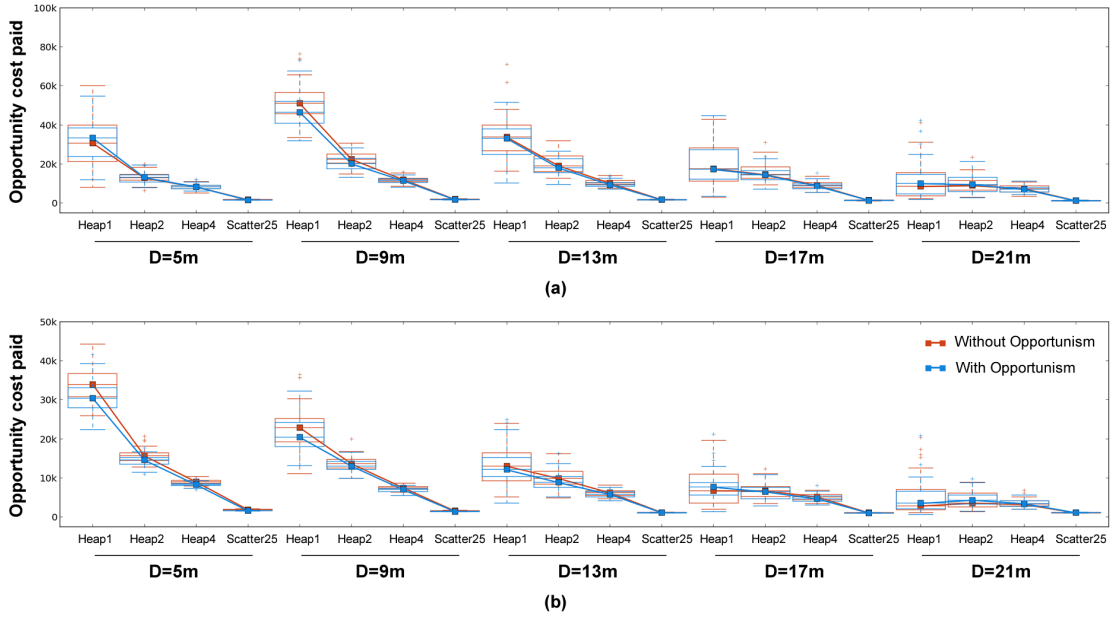 Opportunity cost paid
100k
80k
60k
40k
20k
0
Heap1 Heap2 Heap4 Scatter25 Heap1 Heap2 Heap4 Scatter25 Heap1 Heap2 Heap4 Scatter25 Heap1 Heap2 Heap4 Scatter25 Heap1 Heap2 Heap4 Scatter25
D=5m D=9m D=13m D=17m D=21m
(a)
Opportunity cost paid
50k
40k
30k
20k
10k
0
Without Opportunism
With Opportunism
Heap1 Heap2 Heap4 Scatter25 Heap1 Heap2 Heap4 Scatter25 Heap1 Heap2 Heap4 Scatter25 Heap1 Heap2 Heap4 Scatter25 Heap1 Heap2 Heap4 Scatter25
D=5m D=9m D=13m D=17m D=21m
(b)